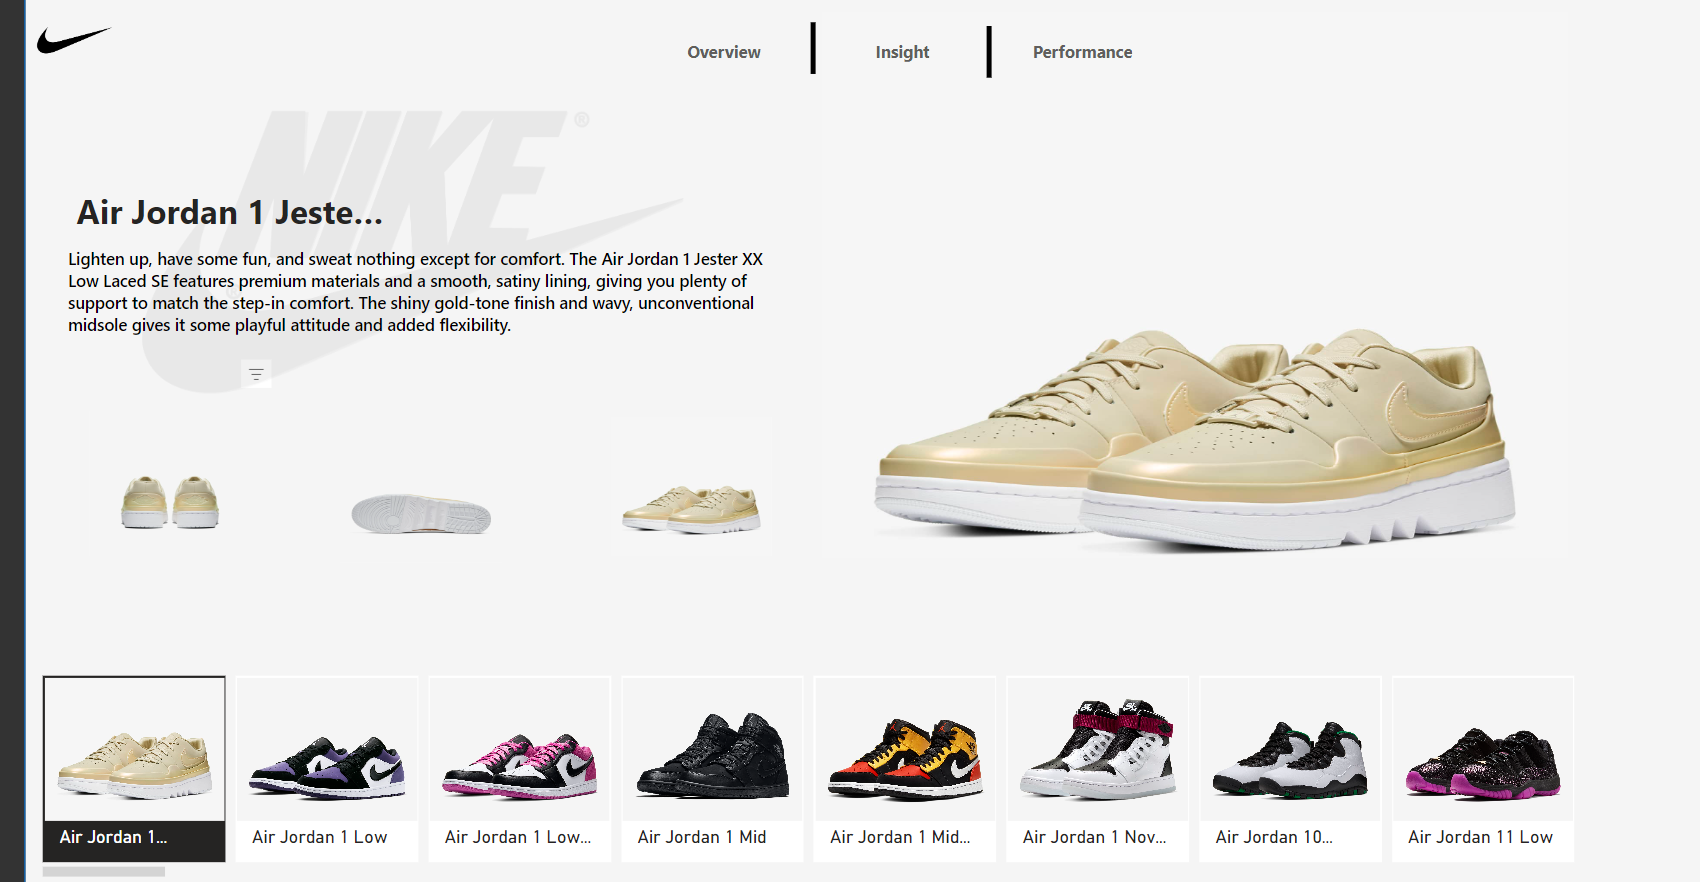 Overview
Insight
Performance
NIKE®
Air Jordan 1 Jeste...
Lighten up, have some fun, and sweat nothing except for comfort. The Air Jordan 1 Jester XX
Low Laced SE features premium materials and a smooth, satiny lining, giving you plenty of
support to match the step-in comfort. The shiny gold-tone finish and wavy, unconventional
midsole gives it some playful attitude and added flexibility.
Air Jordan 1...
Air Jordan 1 Low
Air Jordan 1 Low...
Air Jordan 1 Mid
Air Jordan 1 Mid...
Air Jordan 1 Nov...
Air Jordan 10...
Air Jordan 11 Low